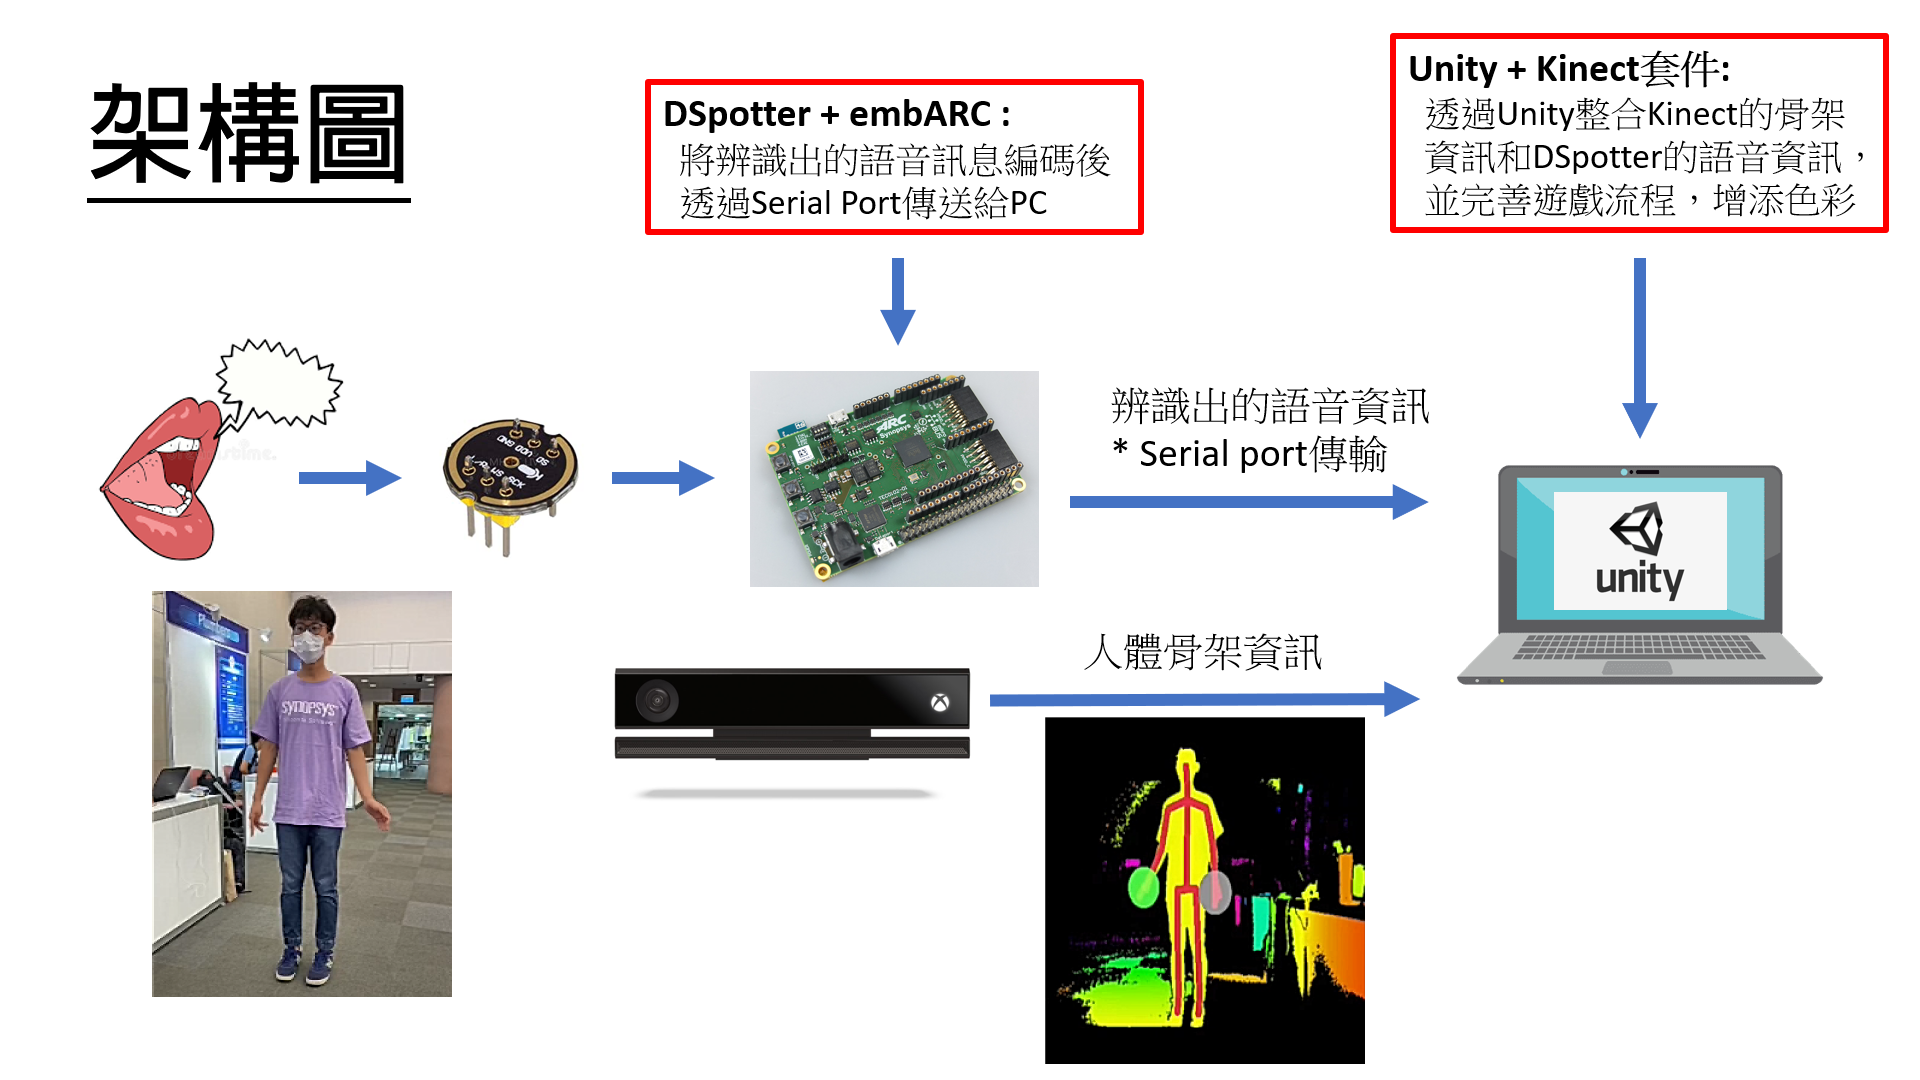 架構圖
DSpotter + embARC :
將辨識出的語音訊息編碼後
透過Serial Port傳送給PC
Unity + Kinect套件:
透過Unity整合Kinect的骨架
資訊和DSpotter的語音資訊，
並完善遊戲流程，增添色彩
辨識出的語音資訊
* Serial port傳輸
ARC
Synopsys
unity
人體骨架資訊
SYNOPSYS